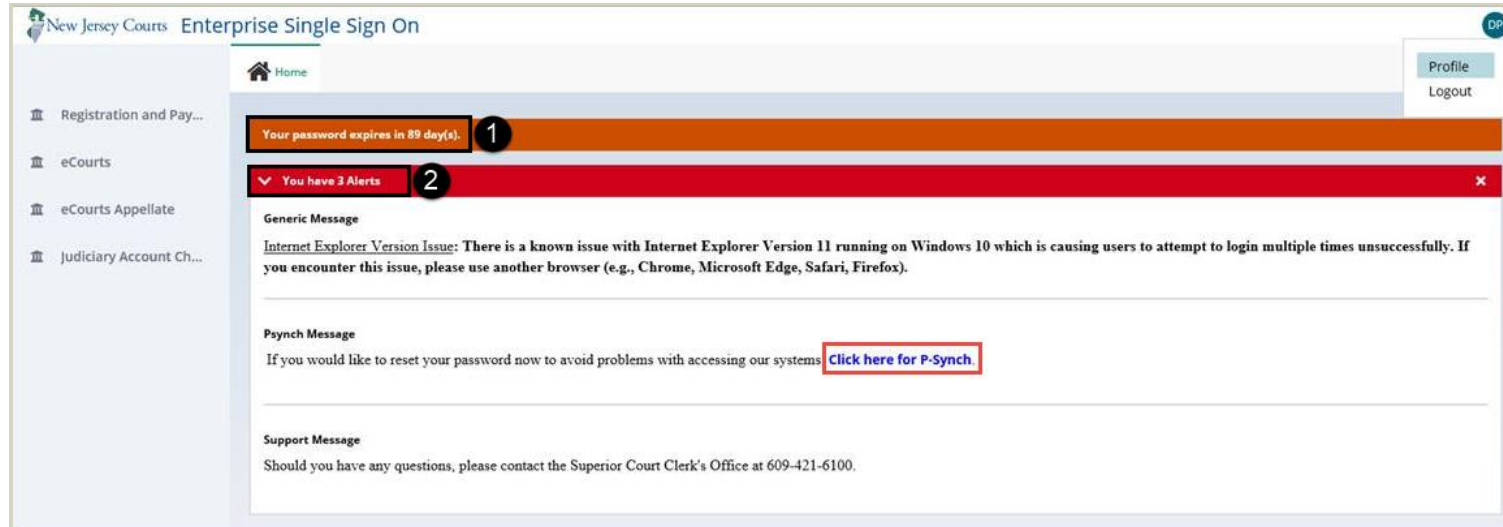 New Jersey Courts Enterprise Single Sign On
DP
Home
Profile
Logout
Registration and Pay...
eCourts
eCourts Appellate
Judiciary Account Ch...
Your password expires in 89 day(s).
1
You have 3 Alerts
2
Generic Message
Internet Explorer Version Issue: There is a known issue with Internet Explorer Version 11 running on Windows 10 which is causing users to attempt to login multiple times unsuccessfully. If
you encounter this issue, please use another browser (e.g., Chrome, Microsoft Edge, Safari, Firefox).
Psynch Message
If you would like to reset your password now to avoid problems with accessing our systems Click here for P-Synch.
Support Message
Should you have any questions, please contact the Superior Court Clerk's Office at 609-421-6100.